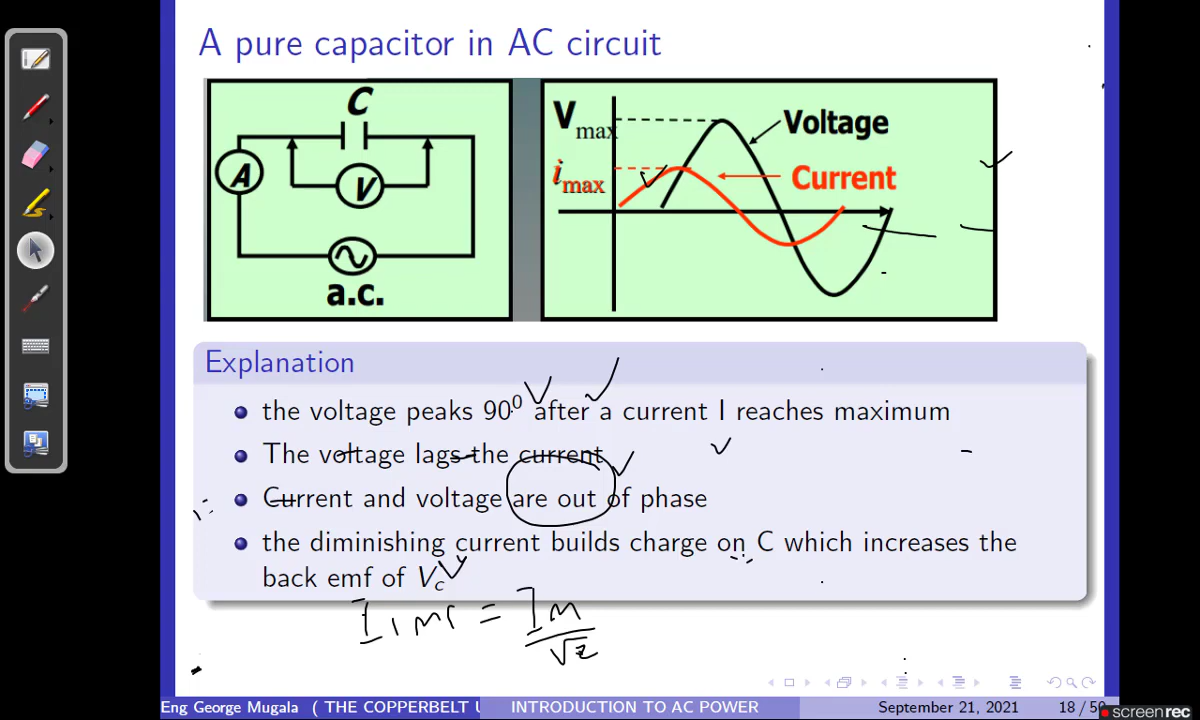 A pure capacitor in AC circuit
C
A
V
a.c.
Vmax
imax
Voltage
Current
Explanation
the voltage peaks 90⁰ after a current I reaches maximum
The voltage lags the current
Current and voltage are out of phase
the diminishing current builds charge on C which increases the
back emf of Vc
= Im/√2
Eng George Mugala ( THE COPPERBELT U
INTRODUCTION TO AC POWER
September 21, 2021
18 / 50
screenrec